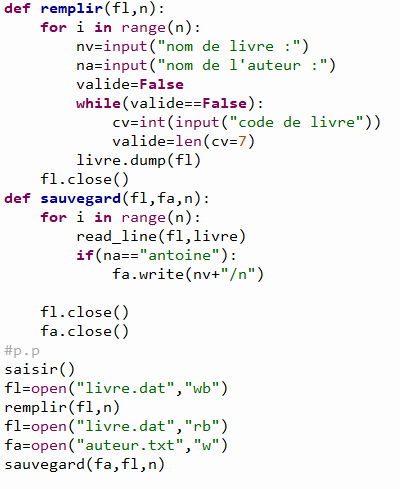 def remplir(fl,n):
    for i in range(n):
        nv=input("nom de livre :")
        na=input("nom de l'auteur :")
        valide=False
        while(valide==False):
            cv=int(input("code de livre"))
            valide=len(cv=7)
        livre.dump(fl)
    fl.close()
def sauvegard(fl,fa,n):
    for i in range(n):
        read_line(fl,livre)
        if(na=="antoine"):
            fa.write(nv+"/n")

    fl.close()
    fa.close()
#p.p
saisir()
fl=open("livre.dat","wb")
remplir(fl,n)
fl=open("livre.dat","rb")
fa=open("auteur.txt","w")
sauvegard(fa,fl,n)